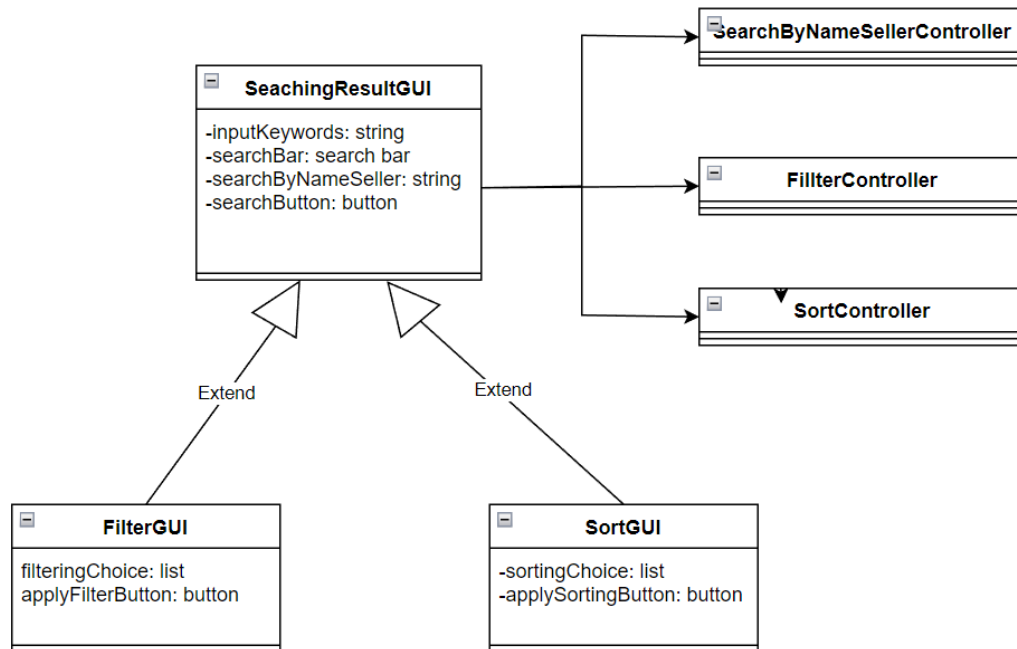 SearchByNameSellerController
SeachingResultGUI
-inputKeywords: string
-searchBar: search bar
-searchByNameSeller: string
-searchButton: button
FillterController
SortController
Extend
Extend
FilterGUI
filteringChoice: list
applyFilterButton: button
SortGUI
-sortingChoice: list
-applySortingButton: button